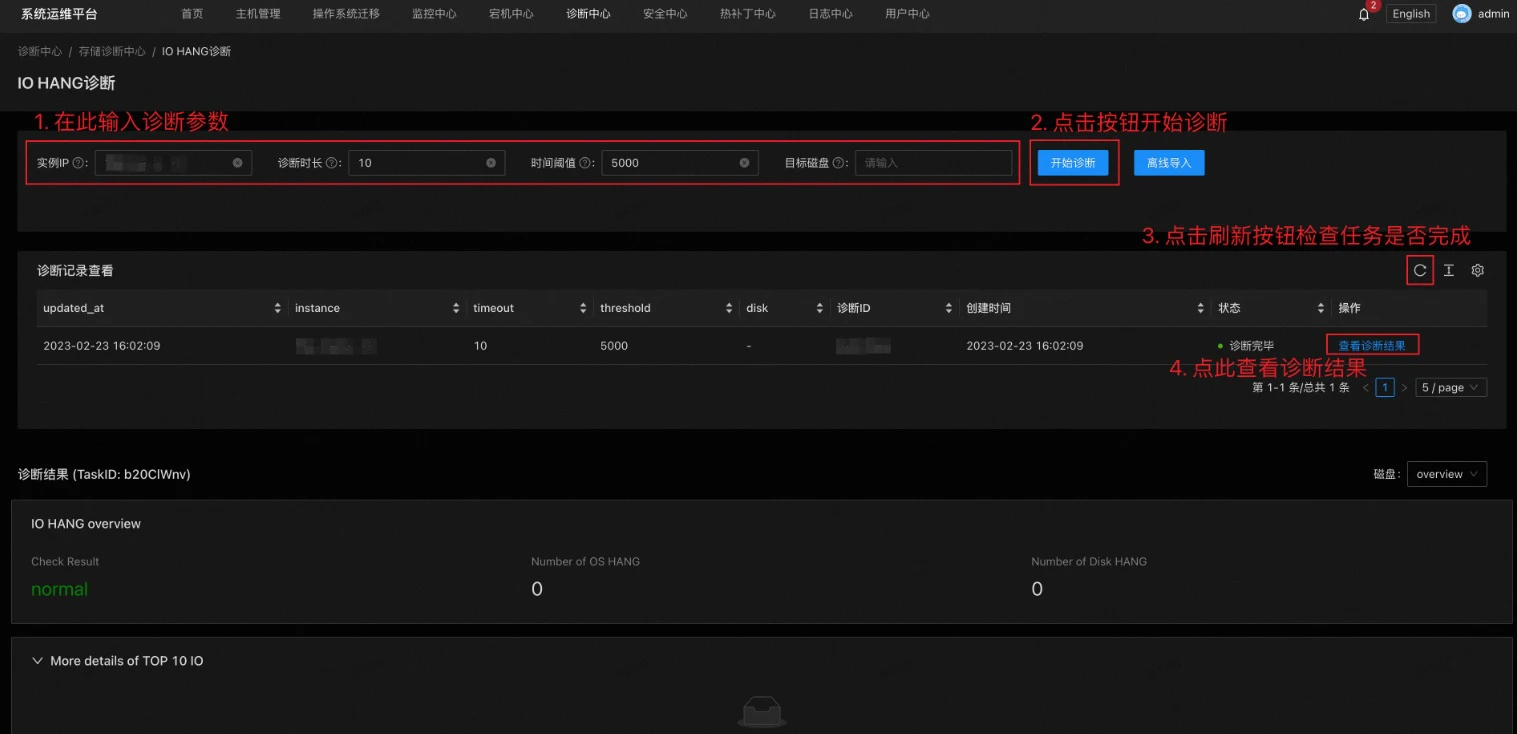 系统运维平台 首页 主机管理 操作系统迁移 监控中心 宕机中心 诊断中心 安全中心 热补丁中心 日志中心 用户中心 2 English admin
诊断中心 / 存储诊断中心 / IO HANG诊断
IO HANG诊断
1. 在此输入诊断参数 2. 点击按钮开始诊断
实例IP ?: 诊断时长 ?: 10 时间阈值 ?: 5000 目标磁盘 ?: 请输入 开始诊断 离线导入
3. 点击刷新按钮检查任务是否完成
诊断记录查看
updated_at instance timeout threshold disk 诊断ID 创建时间 状态 操作
2023-02-23 16:02:09 10 5000 - 2023-02-23 16:02:09 诊断完毕 查看诊断结果
4. 点此查看诊断结果
第 1-1 条/总共 1 条 < 1 > 5 / page
诊断结果 (TaskID: b20ClWnv) 磁盘: overview
IO HANG overview
Check Result Number of OS HANG Number of Disk HANG
normal 0 0
More details of TOP 10 IO